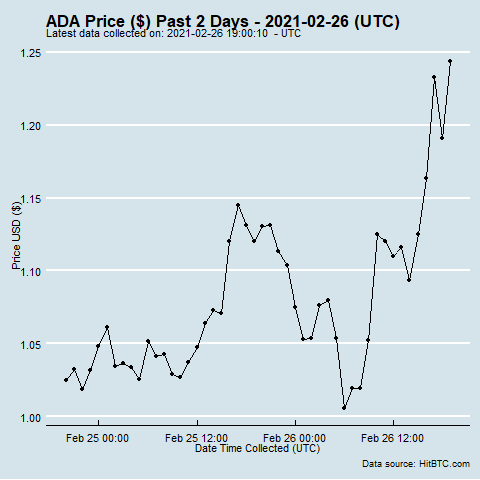 ADA Price ($) Past 2 Days - 2021-02-26 (UTC)
Latest data collected on: 2021-02-26 19:00:10 - UTC
1.25
1.20
1.15
1.10
1.05
1.00
Price USD ($)
Feb 25 00:00 Feb 25 12:00 Feb 26 00:00 Feb 26 12:00
Date Time Collected (UTC)
Data source: HitBTC.com